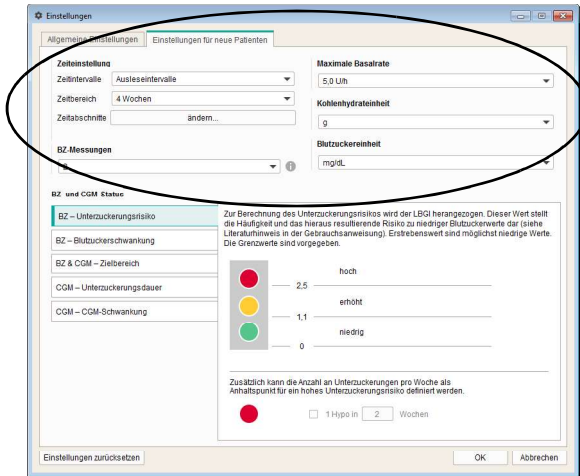 Einstellungen
Allgemeine Einstellungen
Einstellungen für neue Patienten
Zeiteinstellung
Zeitintervalle
Ausleseintervalle
Zeitbereich
4 Wochen
Zeitabschnitte
ändern...
BZ-Messungen
Maximale Basalrate
5,0 U/h
Kohlenhydrateinheit
g
Blutzuckereinheit
mg/dL
BZ und CGM Status
BZ – Unterzuckerungsrisiko
BZ – Blutzuckerschwankung
BZ & CGM – Zielbereich
CGM – Unterzuckerungsdauer
CGM – CGM-Schwankung
Zur Berechnung des Unterzuckerungsrisikos wird der LBGI herangezogen. Dieser Wert stellt
die Häufigkeit und das hieraus resultierende Risiko zu niedriger Blutzuckerwerte dar (siehe
Literaturhinweis in der Gebrauchsanweisung). Erstrebenswert sind möglichst niedrige Werte.
Die Grenzwerte sind vorgegeben.
hoch
2,5
erhöht
1,1
niedrig
0
Zusätzlich kann die Anzahl an Unterzuckerungen pro Woche als
Anhaltspunkt für ein hohes Unterzuckerungsrisiko definiert werden.
1 Hypo in 2 Wochen
Einstellungen zurücksetzen
OK
Abbrechen